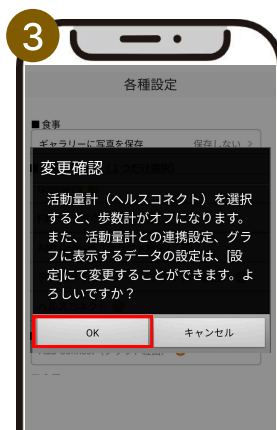 3
各種設定
■食事
ギャラリーに写真を保存 保存しない >
変更確認
活動量計（ヘルスコネクト）を選択
すると、歩数計がオフになります。
また、活動量計との連携設定、グラ
フに表示するデータの設定は、[設
定]にて変更することができます。よ
ろしいですか？
OK キャンセル